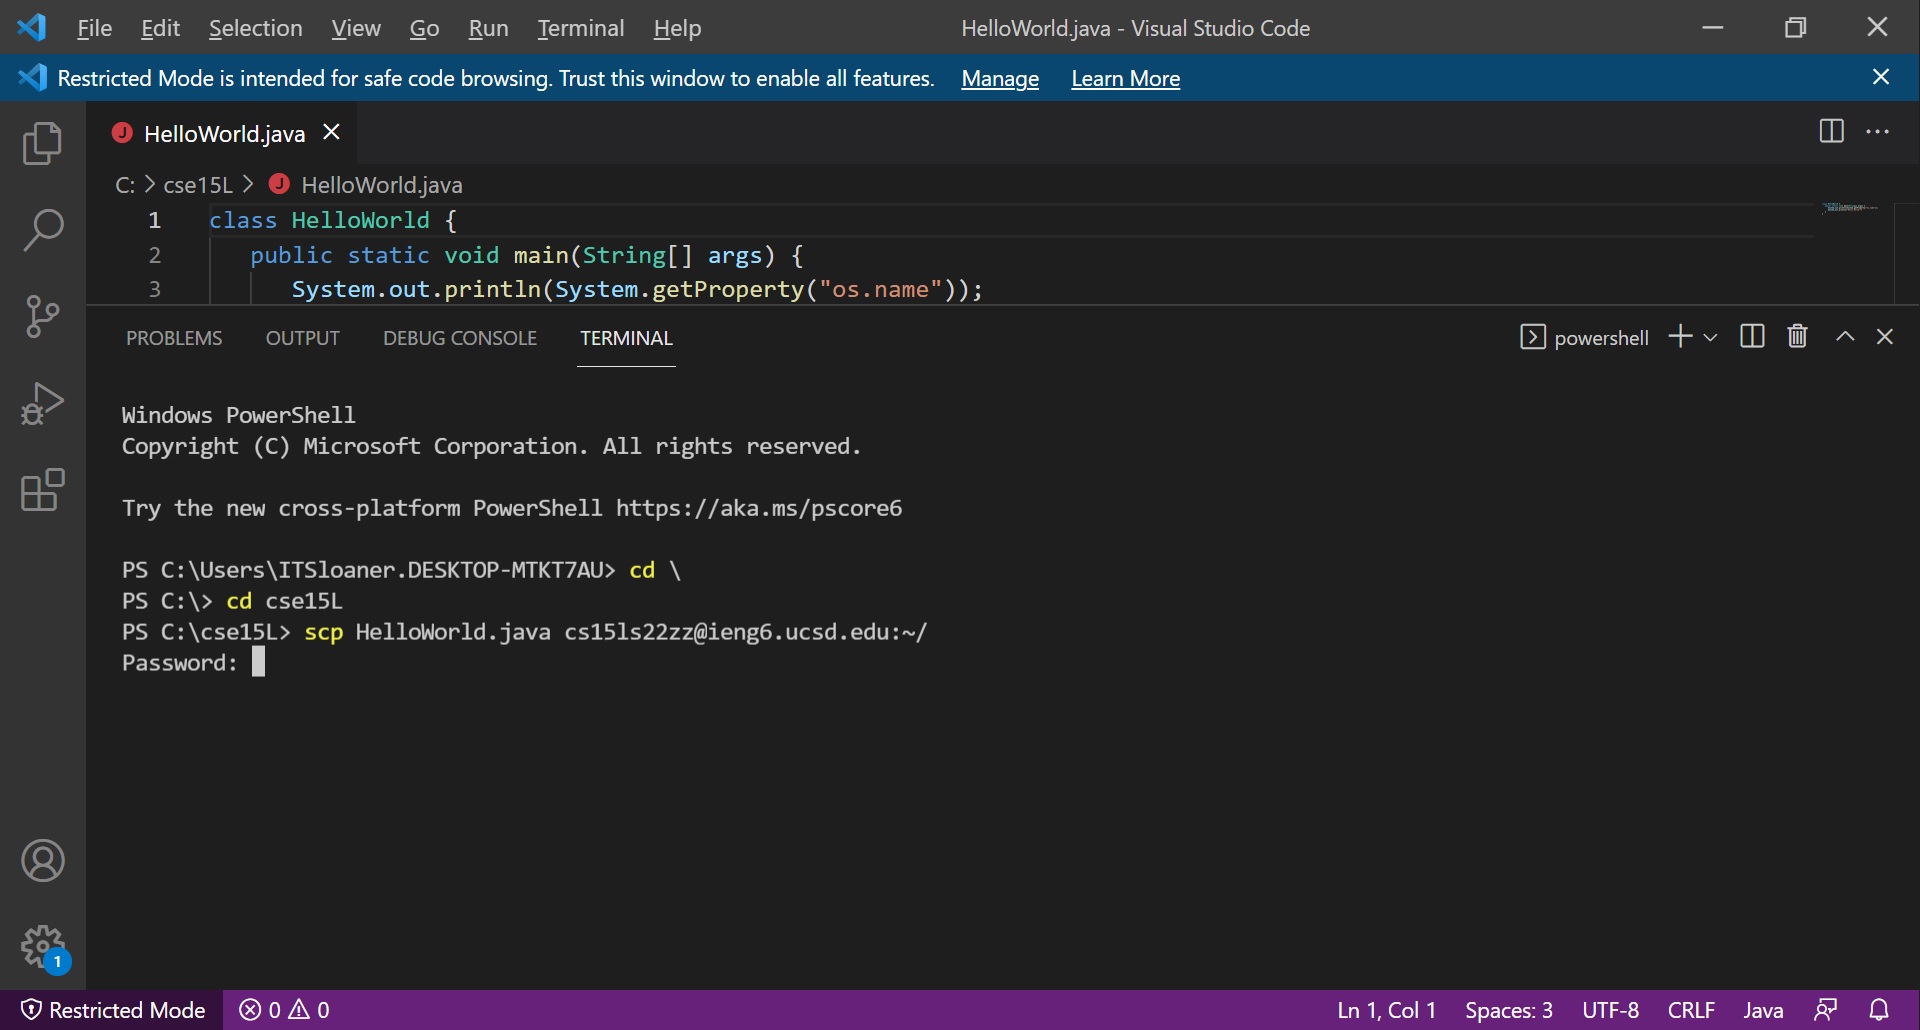 File Edit Selection View Go Run Terminal Help HelloWorld.java - Visual Studio Code
Restricted Mode is intended for safe code browsing. Trust this window to enable all features. Manage Learn More
J HelloWorld.java
C: > cse15L > J HelloWorld.java
1 class HelloWorld {
2 public static void main(String[] args) {
3 System.out.println(System.getProperty("os.name"));
PROBLEMS OUTPUT DEBUG CONSOLE TERMINAL powershell
Windows PowerShell
Copyright (C) Microsoft Corporation. All rights reserved.
Try the new cross-platform PowerShell https://aka.ms/pscore6
PS C:\Users\ITSloaner.DESKTOP-MTKT7AU> cd \
PS C:\> cd cse15L
PS C:\cse15L> scp HelloWorld.java cs15ls22zz@ieng6.ucsd.edu:~/
Password:
1
Restricted Mode 0 0 Ln 1, Col 1 Spaces: 3 UTF-8 CRLF Java